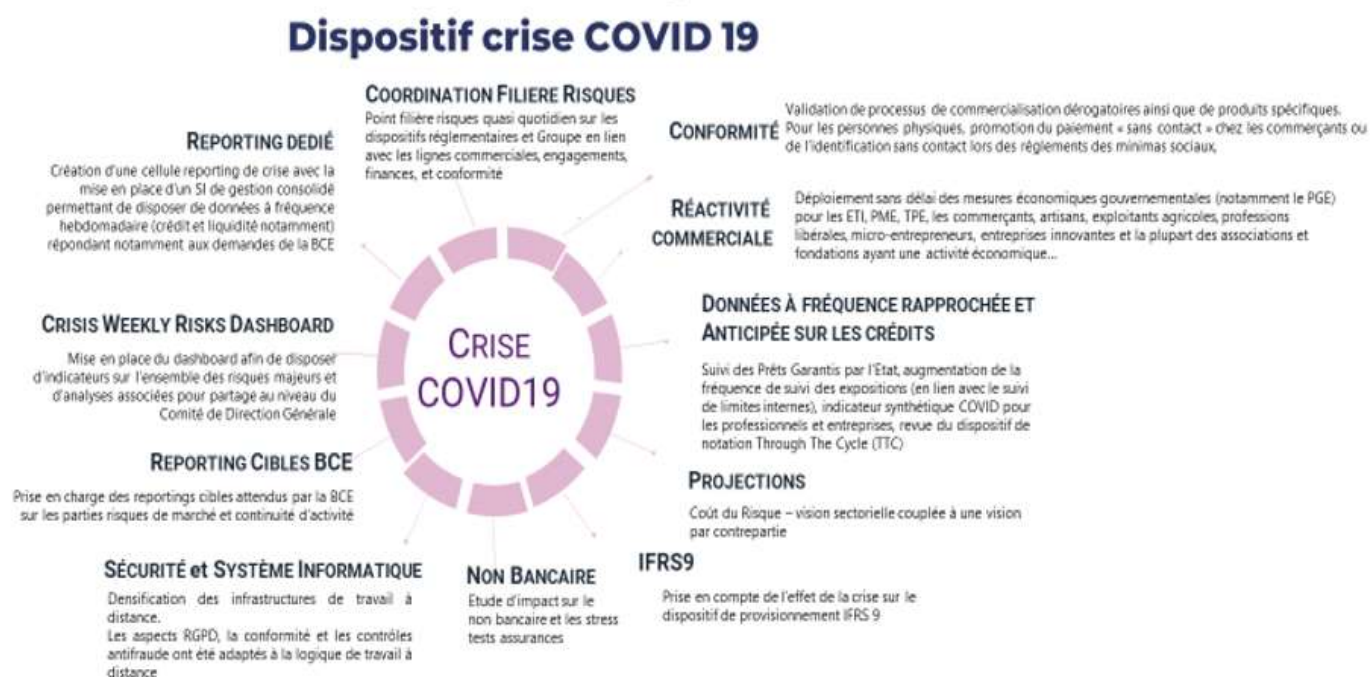 Dispositif crise COVID 19
COORDINATION FILIERE RISQUES
Point filière risques quasi quotidien sur les
dispositifs réglementaires et Groupe en lien
avec les lignes commerciales, engagements,
finances, et conformité
CONFORMITÉ
Validation de processus de commercialisation dérogatoires ainsi que de produits spécifiques.
Pour les personnes physiques, promotion du paiement « sans contact » chez les commerçants ou
de l'identification sans contact lors des règlements des minimas sociaux.
REPORTING DEDIÉ
Création d'une cellule reporting de crise avec la
mise en place d'un SI de gestion consolidé
permettant de disposer de données à fréquence
hebdomadaire (crédit et liquidité notamment)
répondant notamment aux demandes de la BCE
RÉACTIVITÉ
COMMERCIALE
Déploiement sans délai des mesures économiques gouvernementales (notamment le PGE)
pour les ETI, PME, TPE, les commerçants, artisans, exploitants agricoles, professions
libérales, micro-entrepreneurs, entreprises innovantes et la plupart des associations et
fondations ayant une activité économique...
CRISIS WEEKLY RISKS DASHBOARD
Mise en place du dashboard afin de disposer
d'indicateurs sur l'ensemble des risques majeurs et
d'analyses associées pour partage au niveau du
Comité de Direction Générale
CRISE
COVID19
DONNÉES À FRÉQUENCE RAPPROCHÉE ET
ANTICIPÉE SUR LES CRÉDITS
Suivi des Prêts Garantis par l'Etat, augmentation de la
fréquence de suivi des expositions (en lien avec le suivi
de limites internes), indicateur synthétique COVID pour
les professionnels et entreprises, revue du dispositif de
notation Through The Cycle (TTC)
REPORTING CIBLES BCE
Prise en charge des reportings cibles attendus par la BCE
sur les parties risques de marché et continuité d'activité
PROJECTIONS
Coût du Risque – vision sectorielle couplée à une vision
par contrepartie
SÉCURITÉ et SYSTÈME INFORMATIQUE
Densification des infrastructures de travail à
distance.
Les aspects RGPD, la conformité et les contrôles
antifraude ont été adaptés à la logique de travail à
distance
NON BANCAIRE
Etude d'impact sur le
non bancaire et les stress
tests assurances
IFRS9
Prise en compte de l'effet de la crise sur le
dispositif de provisionnement IFRS 9